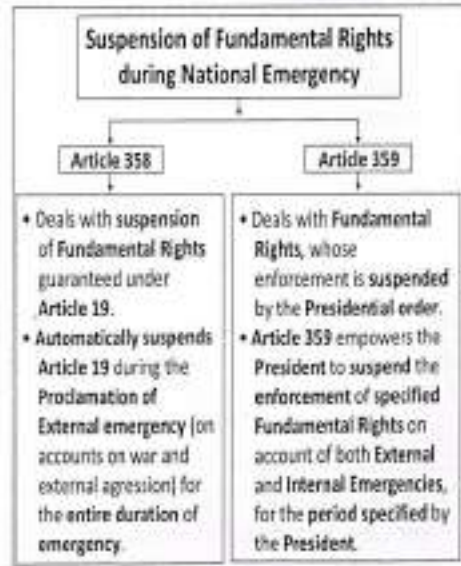 Suspension of Fundamental Rights
during National Emergency
Article 358
• Deals with suspension
of Fundamental Rights
guaranteed under
Article 19.
• Automatically suspends
Article 19 during the
Proclamation of
External emergency (on
accounts on war and
external agression) for
the entire duration of
emergency.
Article 359
• Deals with Fundamental
Rights, whose
enforcement is suspended
by the Presidential order.
• Article 359 empowers the
President to suspend the
enforcement of specified
Fundamental Rights on
account of both External
and Internal Emergencies,
for the period specified by
the President.